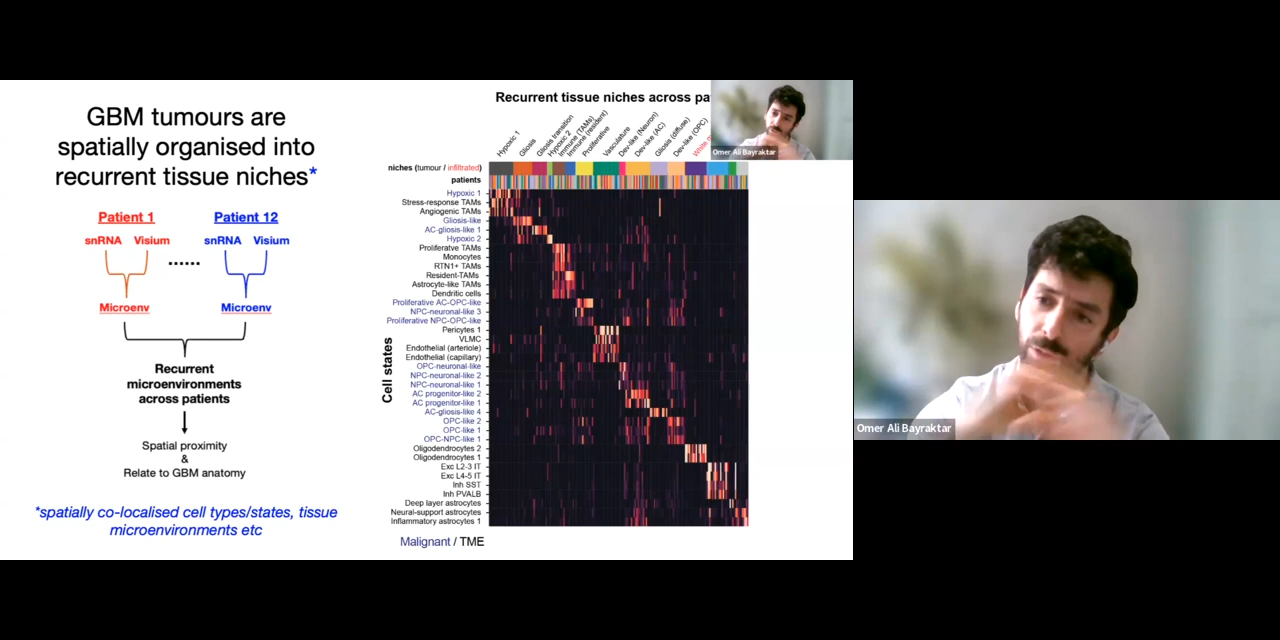 GBM tumours are
spatially organised into
recurrent tissue niches*
Patient 1
Patient 12
snRNA Visium
snRNA Visium
......
Microenv
Microenv
Recurrent
microenvironments
across patients
Spatial proximity
&
Relate to GBM anatomy
*spatially co-localised cell types/states, tissue
microenvironments etc
Recurrent tissue niches across pa
Hypoxic 1
Gliosis
Gliosis transition
Hypoxic 2
Immune (TAMs)
Immune (resident)
Proliferative
Vasculature
Dev-like (Neuron)
Dev-like (AC)
Gliosis (diffuse)
Dev-like (OPC)
niches (tumour / infiltrated)
patients
Cell states
Hypoxic 1
Stress-response TAMs
Angiogenic TAMs
Gliosis-like
AC-gliosis-like 1
Hypoxic 2
Proliferatve TAMs
Monocytes
RTN1+ TAMs
Resident-TAMs
Astrocyte-like TAMs
Dendritic cells
Proliferative AC-OPC-like
NPC-neuronal-like 3
Proliferative NPC-OPC-like
Pericytes 1
VLMC
Endothelial (arteriole)
Endothelial (capillary)
OPC-neuronal-like
NPC-neuronal-like 2
NPC-neuronal-like 1
AC progenitor-like 2
AC progenitor-like 1
AC-gliosis-like 4
OPC-like 2
OPC-like 1
OPC-NPC-like 1
Oligodendrocytes 2
Oligodendrocytes 1
Exc L2-3 IT
Exc L4-5 IT
Inh SST
Inh PVALB
Deep layer astrocytes
Neural-support astrocytes
Inflammatory astrocytes 1
Malignant / TME
Omer Ali Bayraktar
Omer Ali Bayraktar